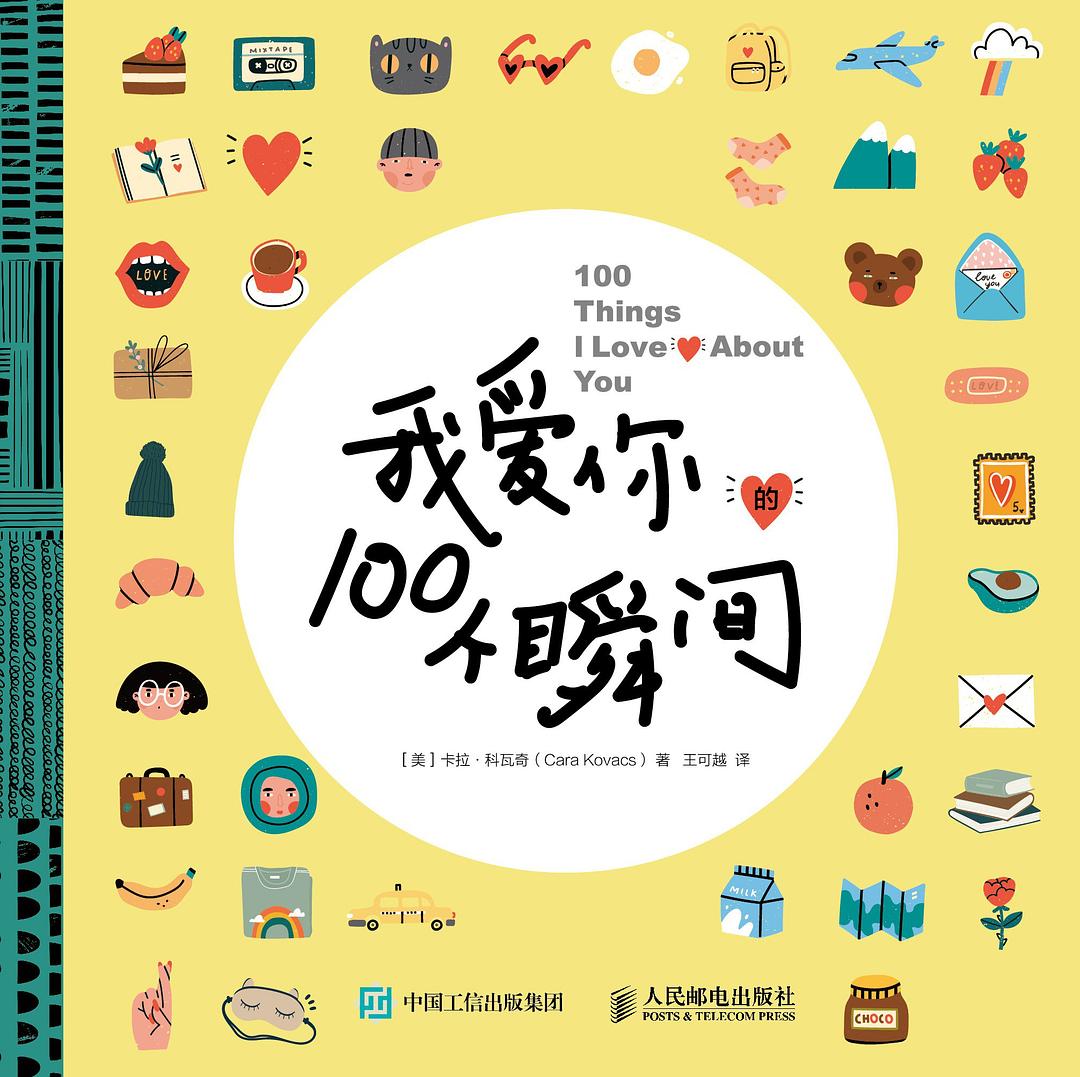 MIXTAPE
LOVE
love you
LOVE!
5
100
Things
I Love About
You
我爱你的
100个瞬间
[美]卡拉·科瓦奇（Cara Kovacs）著 王可越 译
MILK
中国工信出版集团
人民邮电出版社
POSTS & TELECOM PRESS
CHOCO